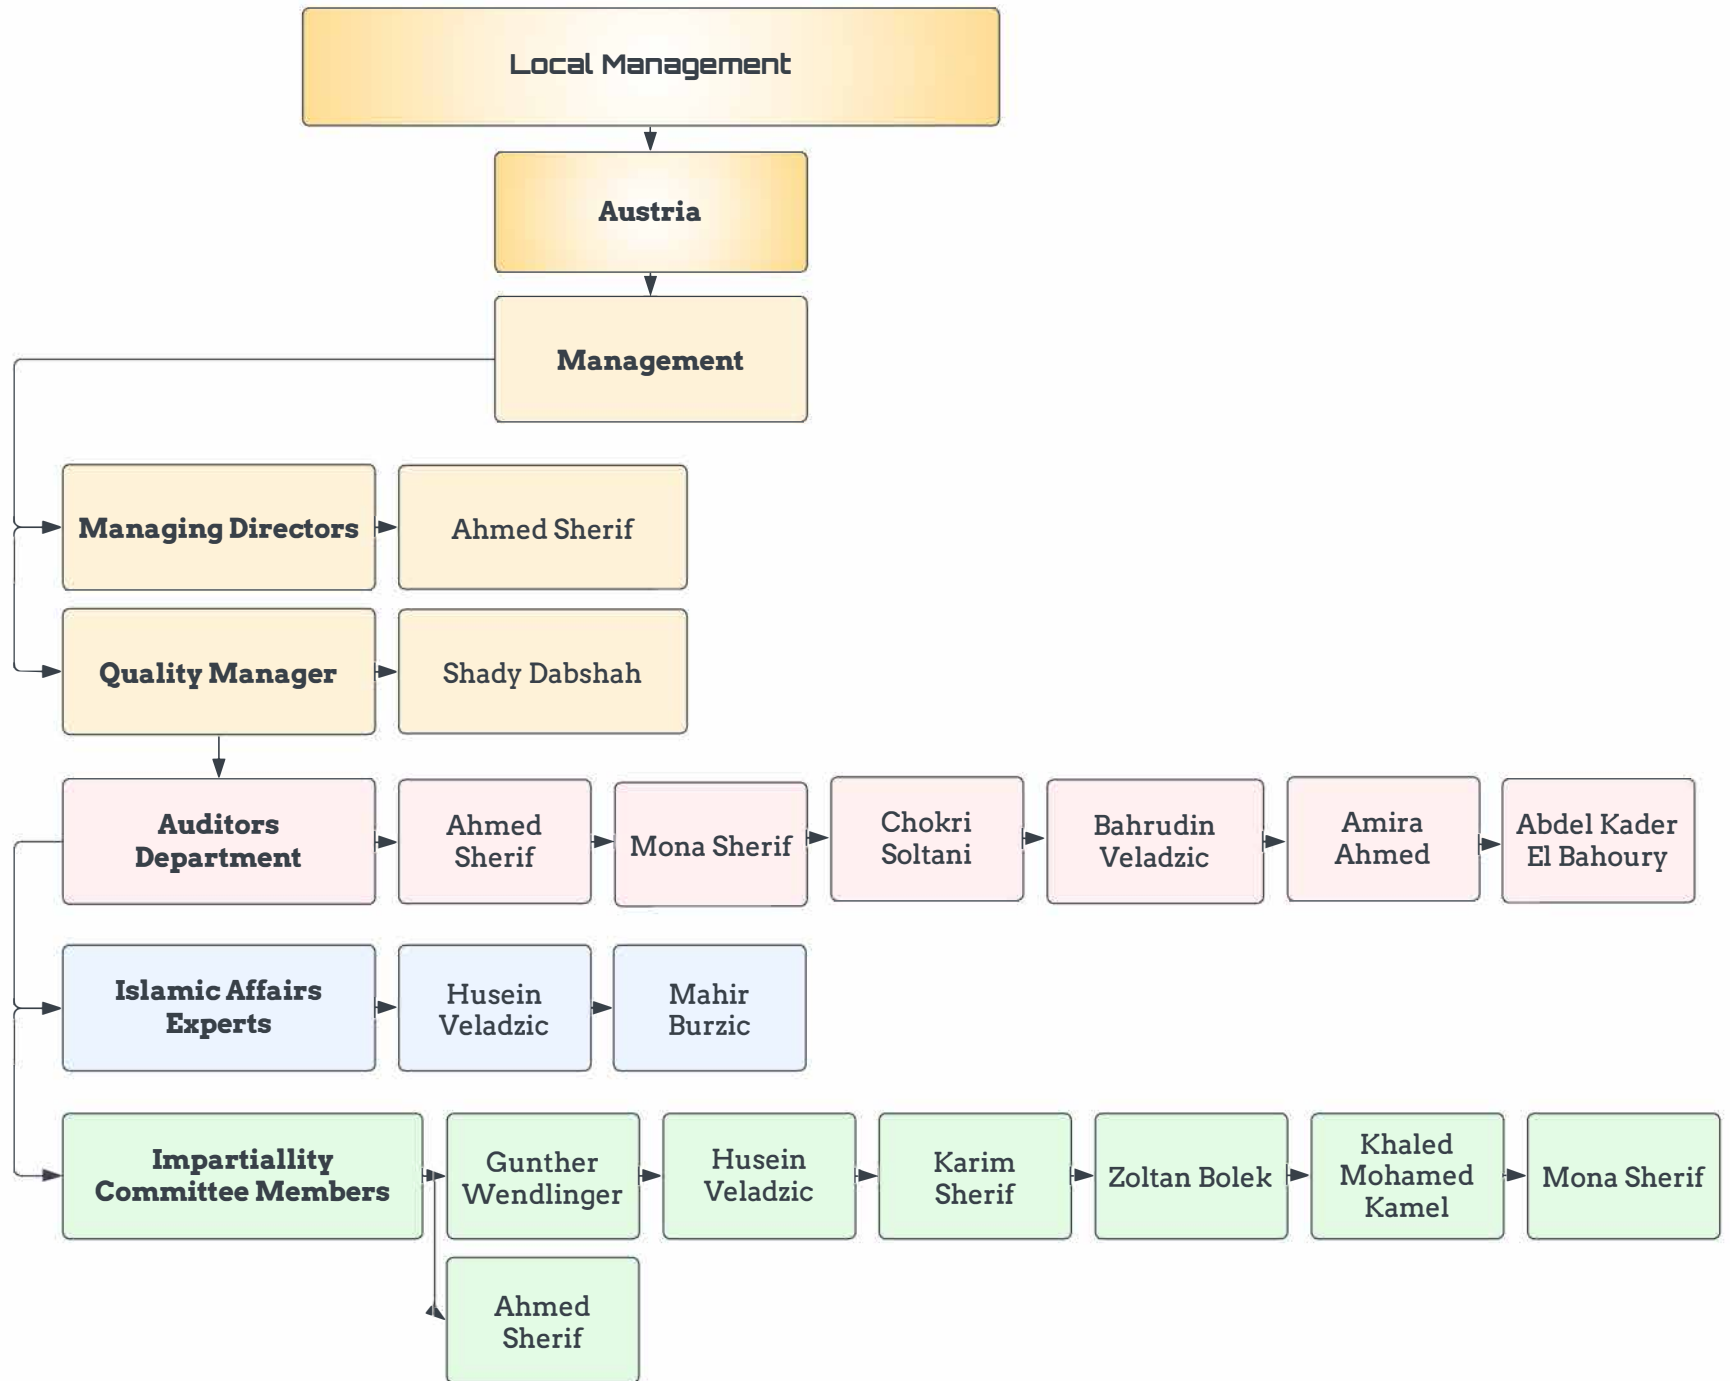 Local Management
Austria
Management
Managing Directors
Ahmed Sherif
Quality Manager
Shady Dabshah
Auditors
Department
Ahmed
Sherif
Mona Sherif
Chokri
Soltani
Bahrudin
Veladzic
Amira
Ahmed
Abdel Kader
El Bahoury
Islamic Affairs
Experts
Husein
Veladzic
Mahir
Burzic
Impartiallity
Committee Members
Gunther
Wendlinger
Husein
Veladzic
Karim
Sherif
Zoltan Bolek
Khaled
Mohamed
Kamel
Mona Sherif
Ahmed
Sherif